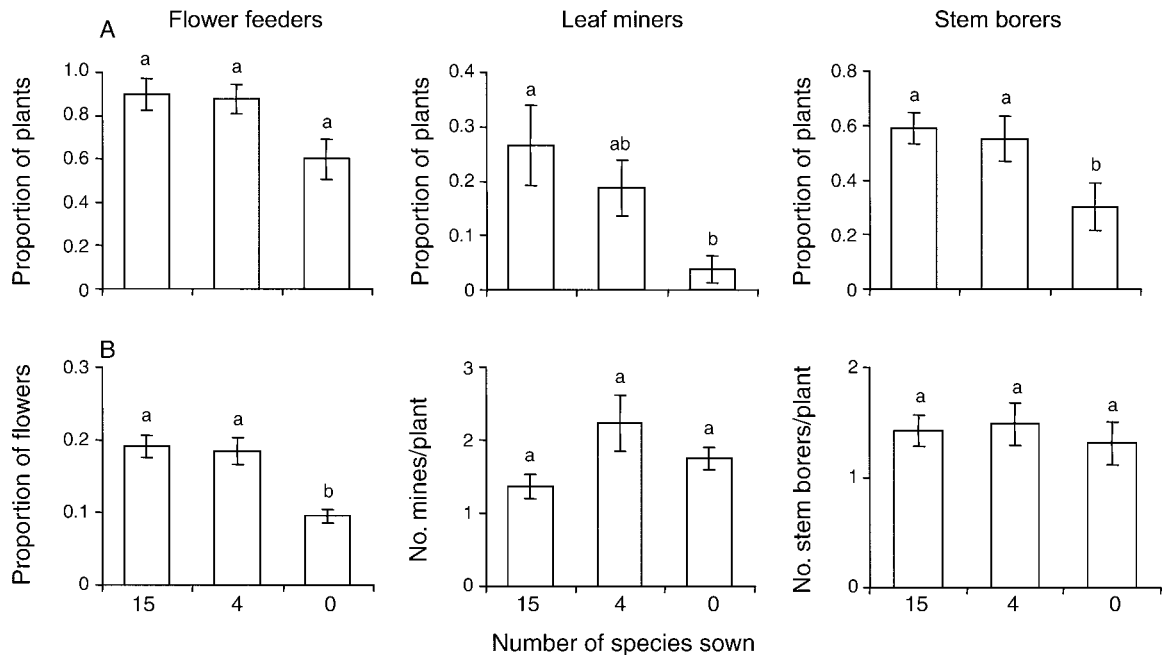 A
Flower feeders
Leaf miners
Stem borers
Proportion of plants
1.0
0.8
0.6
0.4
0.2
0
a
a
a
Proportion of plants
0.4
0.3
0.2
0.1
0
a
ab
b
Proportion of plants
0.8
0.6
0.4
0.2
0
a
a
b
B
Proportion of flowers
0.3
0.2
0.1
0
a
a
b
15 4 0
No. mines/plant
3
2
1
0
a
a
a
15 4 0
No. stem borers/plant
2
1
0
a
a
a
15 4 0
Number of species sown